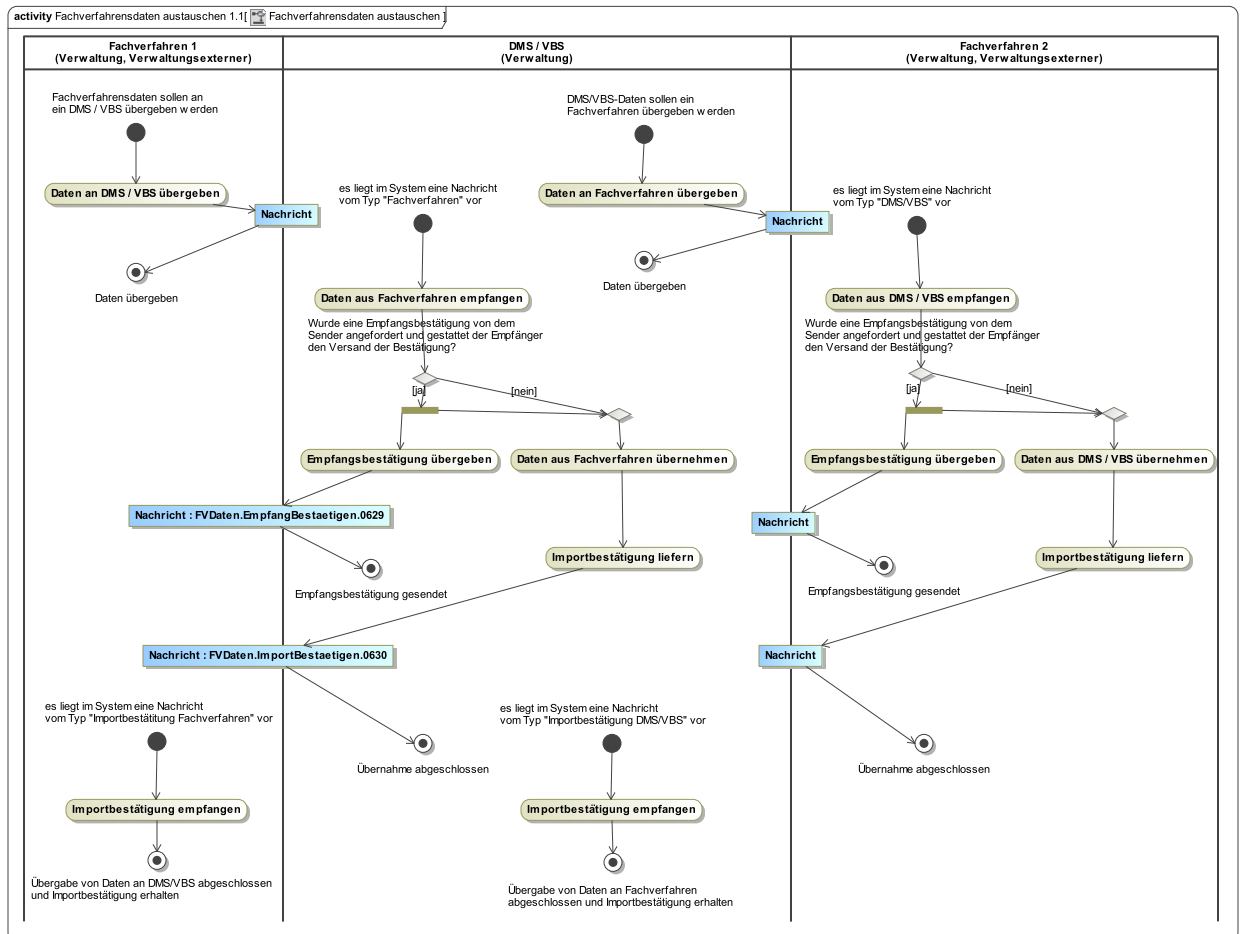 activity Fachverfahrensdaten austauschen 1.1[ Fachverfahrensdaten austauschen ]
Fachverfahren 1
(Verwaltung, Verwaltungsexterner)
DMS / VBS
(Verwaltung)
Fachverfahren 2
(Verwaltung, Verwaltungsexterner)
Fachverfahrensdaten sollen an
ein DMS / VBS übergeben werden
DMS/VBS-Daten sollen ein
Fachverfahren übergeben werden
Daten an DMS / VBS übergeben
es liegt im System eine Nachricht
vom Typ "Fachverfahren" vor
Daten an Fachverfahren übergeben
es liegt im System eine Nachricht
vom Typ "DMS/VBS" vor
Nachricht
Nachricht
Daten übergeben
Daten übergeben
Daten aus Fachverfahren empfangen
Daten aus DMS / VBS empfangen
Wurde eine Empfangsbestätigung von dem
Sender angefordert und gestattet der Empfänger
den Versand der Bestätigung?
Wurde eine Empfangsbestätigung von dem
Sender angefordert und gestattet der Empfänger
den Versand der Bestätigung?
[ja]
[nein]
[ja]
[nein]
Empfangsbestätigung übergeben
Daten aus Fachverfahren übernehmen
Empfangsbestätigung übergeben
Daten aus DMS / VBS übernehmen
Nachricht : FVDaten.EmpfangBestaetigen.0629
Nachricht
Importbestätigung liefern
Importbestätigung liefern
Empfangsbestätigung gesendet
Empfangsbestätigung gesendet
Nachricht : FVDaten.ImportBestaetigen.0630
Nachricht
es liegt im System eine Nachricht
vom Typ "Importbestätitung Fachverfahren" vor
es liegt im System eine Nachricht
vom Typ "Importbestätigung DMS/VBS" vor
Übernahme abgeschlossen
Übernahme abgeschlossen
Importbestätigung empfangen
Importbestätigung empfangen
Übergabe von Daten an DMS/VBS abgeschlossen
und Importbestätigung erhalten
Übergabe von Daten an Fachverfahren
abgeschlossen und Importbestätigung erhalten